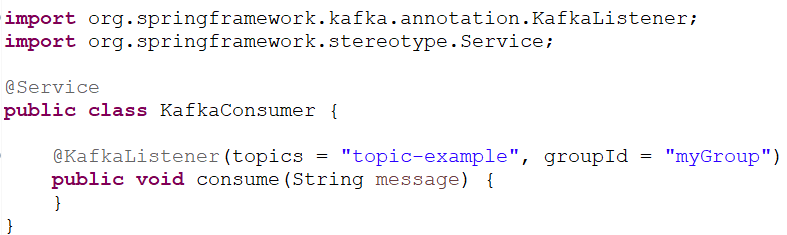 import org.springframework.kafka.annotation.KafkaListener;
import org.springframework.stereotype.Service;
@Service
public class KafkaConsumer {
@KafkaListener(topics = "topic-example", groupId = "myGroup")
public void consume(String message) {
}
}